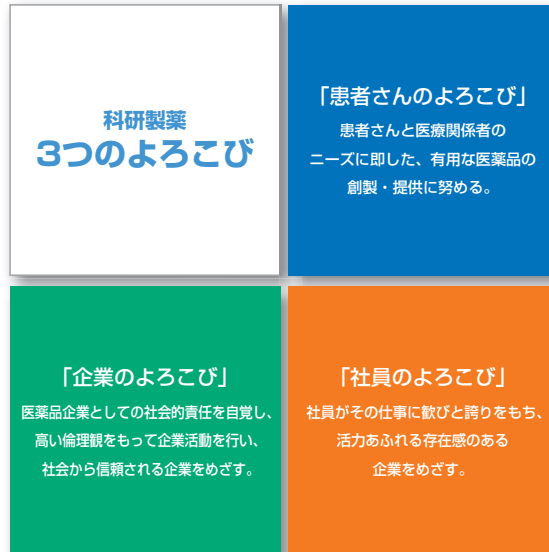 科研製薬
3つのよろこび
「患者さんのよろこび」
患者さんと医療関係者の
ニーズに即した、有用な医薬品の
創製・提供に努める。
「企業のよろこび」
医薬品企業としての社会的責任を自覚し、
高い倫理観をもって企業活動を行い、
社会から信頼される企業をめざす。
「社員のよろこび」
社員がその仕事に歓びと誇りをもち、
活力あふれる存在感のある
企業をめざす。